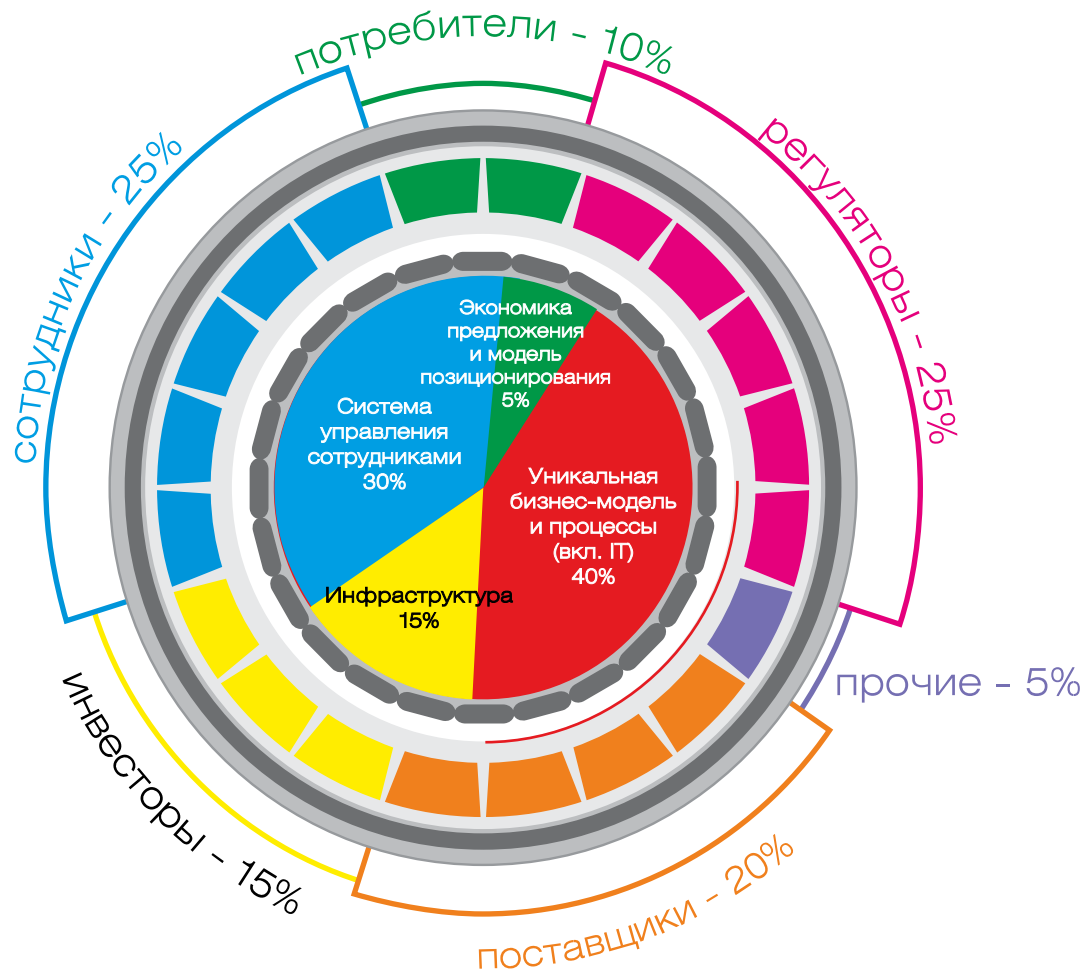 потребители - 10%
регуляторы - 25%
прочие - 5%
поставщики - 20%
инвесторы - 15%
сотрудники - 25%
Экономика
предложения
и модель
позиционирования
5%
Система
управления
сотрудниками
30%
Уникальная
бизнес-модель
и процессы
(вкл. IT)
40%
Инфраструктура
15%